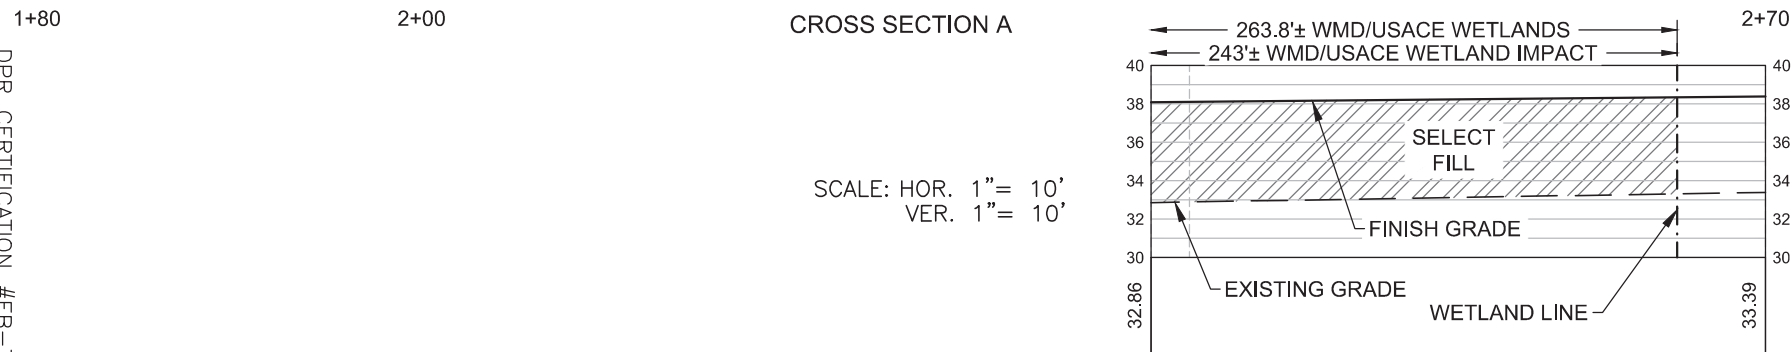 1+80
2+00
CROSS SECTION A
2+70
263.8'± WMD/USACE WETLANDS
243'± WMD/USACE WETLAND IMPACT
40
38
36
34
32
30
40
38
36
34
32
30
SELECT
FILL
SCALE: HOR. 1"= 10'
VER. 1"= 10'
FINISH GRADE
EXISTING GRADE
WETLAND LINE
32.86
33.39
DPR CERTIFICATION